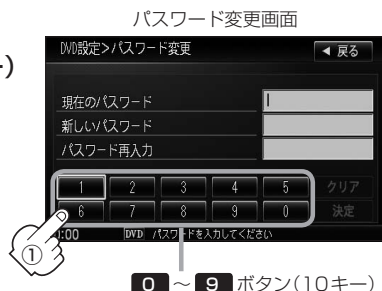 パスワード変更画面
DVD設定>パスワード変更
◀ 戻る
現在のパスワード
新しいパスワード
パスワード再入力
1 2 3 4 5 クリア
6 7 8 9 0 決定
:00 DVD パスワードを入力してください
①
0 ~ 9 ボタン(10キー)